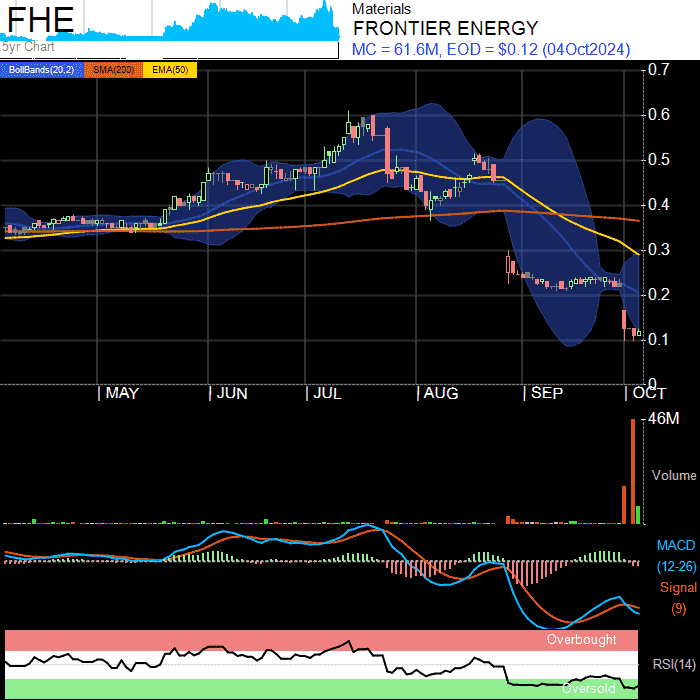 FHE
5yr Chart
Materials
FRONTIER ENERGY
MC = 61.6M, EOD = $0.12 (04Oct2024)
BollBands(20,2) SMA(200) EMA(50)
0.7
0.6
0.5
0.4
0.3
0.2
0.1
0
MAY JUN JUL AUG SEP OCT
46M
Volume
MACD
(12-26)
Signal
(9)
Overbought
RSI(14)
Oversold